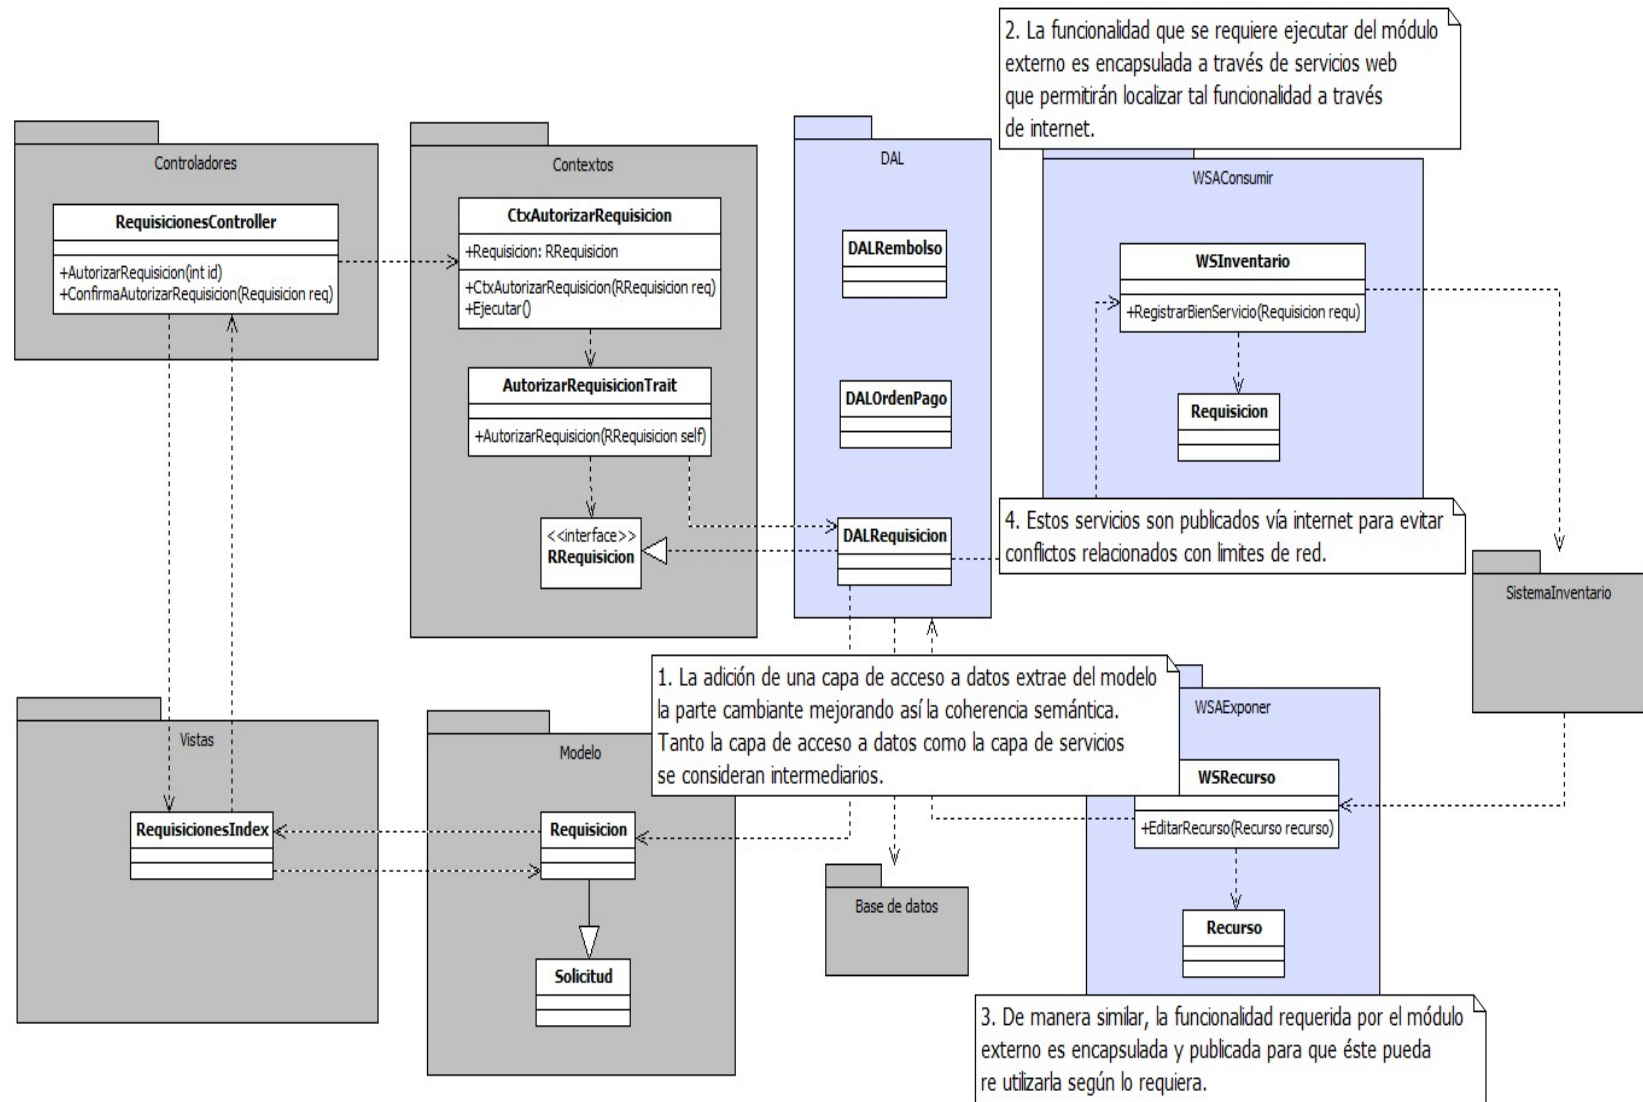 2. La funcionalidad que se requiere ejecutar del módulo
externo es encapsulada a través de servicios web
que permitirán localizar tal funcionalidad a través
de internet.
Controladores
RequisicionesController
+AutorizarRequisicion(int id)
+ConfirmaAutorizarRequisicion(Requisicion req)
Contextos
CtxAutorizarRequisicion
+Requisicion: RRequisicion
+CtxAutorizarRequisicion(RRequisicion req)
+Ejecutar()
AutorizarRequisicionTrait
+AutorizarRequisicion(RRequisicion self)
<<interface>>
RRequisicion
DAL
DALRembolso
DALOrdenPago
DALRequisicion
WSAConsumir
WSInventario
+RegistrarBienServicio(Requisicion requ)
Requisicion
4. Estos servicios son publicados vía internet para evitar
conflictos relacionados con limites de red.
SistemaInventario
1. La adición de una capa de acceso a datos extrae del modelo
la parte cambiante mejorando así la coherencia semántica.
Tanto la capa de acceso a datos como la capa de servicios
se consideran intermediarios.
Vistas
RequisicionesIndex
Modelo
Requisicion
Solicitud
Base de datos
WSAExponer
WSRecurso
+EditarRecurso(Recurso recurso)
Recurso
3. De manera similar, la funcionalidad requerida por el módulo
externo es encapsulada y publicada para que éste pueda
re utilizarla según lo requiera.